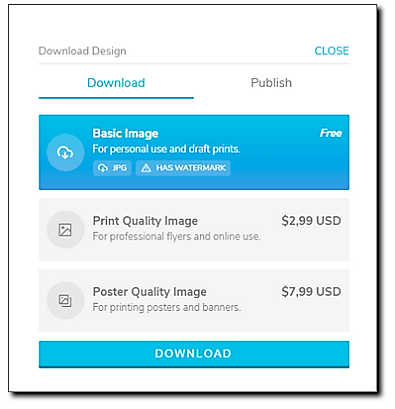 Download Design CLOSE
Download Publish
Basic Image Free
For personal use and draft prints.
JPG HAS WATERMARK
Print Quality Image $2,99 USD
For professional flyers and online use.
Poster Quality Image $7,99 USD
For printing posters and banners.
DOWNLOAD